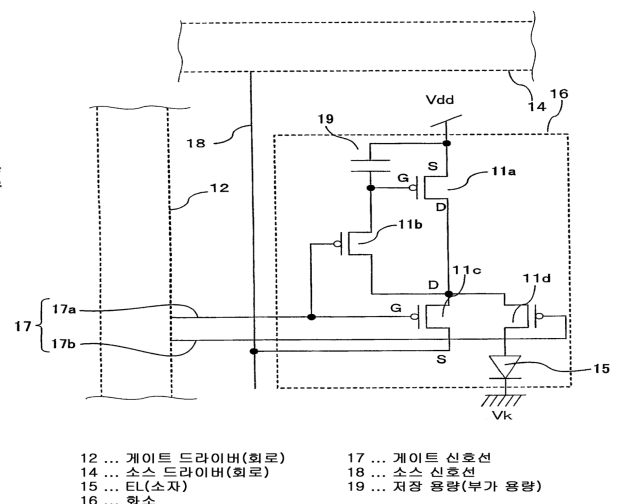 14
16
Vdd
19
18
S
G
11a
12
D
11b
D
11c
11d
17a
G
17
17b
S
15
Vk
12 ... 게이트 드라이버(회로)
14 ... 소스 드라이버(회로)
15 ... EL(소자)
16 ... 화소
17 ... 게이트 신호선
18 ... 소스 신호선
19 ... 저장 용량(부가 용량)